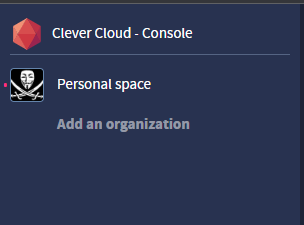 Clever Cloud - Console
Personal space
Add an organization